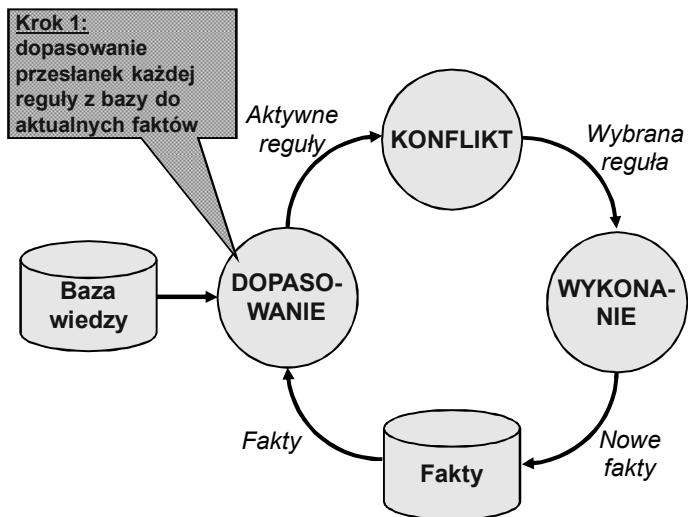 Krok 1:
dopasowanie
przesłanek każdej
reguły z bazy do
aktualnych faktów
Aktywne
reguły
KONFLIKT
Wybrana
reguła
Baza
wiedzy
DOPASO-
WANIE
WYKONA-
NIE
Fakty
Fakty
Nowe
fakty